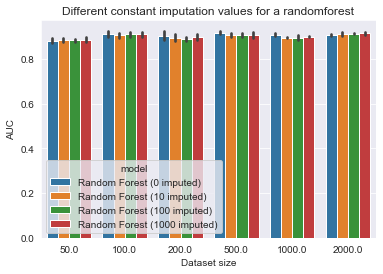 Different constant imputation values for a randomforest
AUC
0.8
0.6
0.4
0.2
0.0
model
Random Forest (0 imputed)
Random Forest (10 imputed)
Random Forest (100 imputed)
Random Forest (1000 imputed)
50.0 100.0 200.0 500.0 1000.0 2000.0
Dataset size